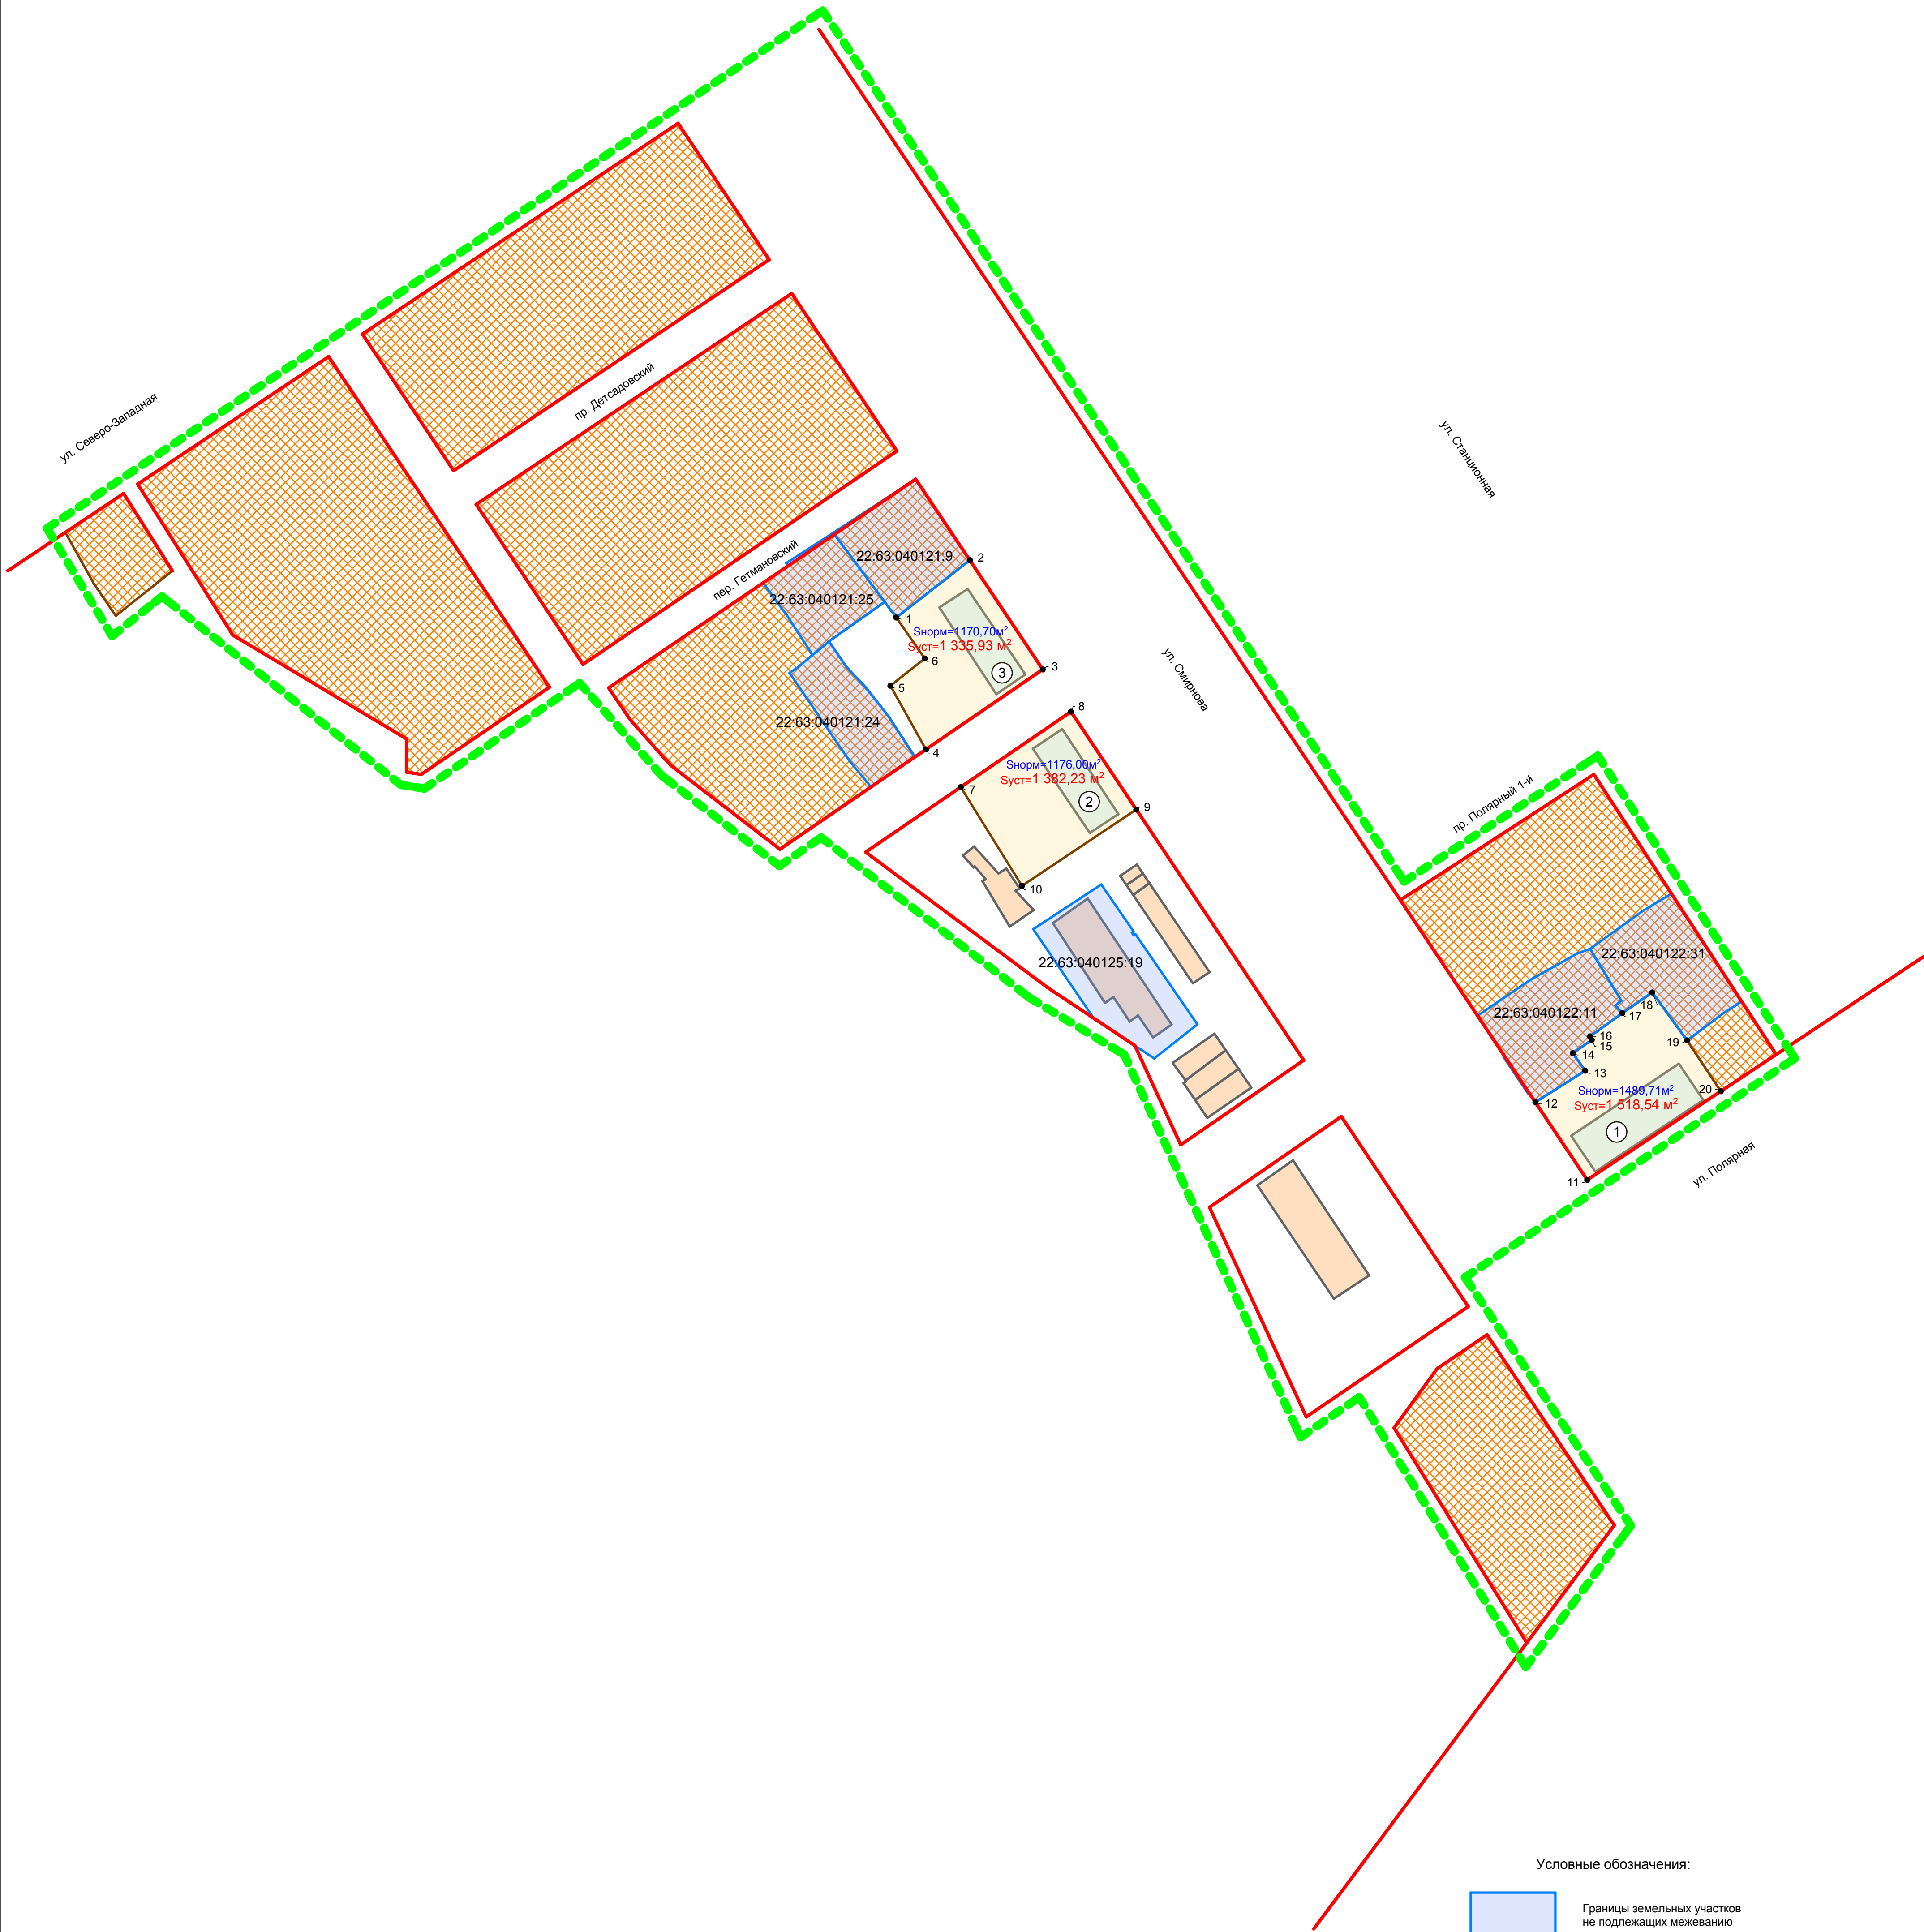 ул. Северо-Западная
пр. Детсадовский
ул. Станционная
пер. Гетмановский
22:63:040121:9
2
22:63:040121:25
1
Sнорм=1170,70м²
Sуст=1 335,93 м²
6
3
3
5
22:63:040121:24
4
ул. Смирнова
8
Sнорм=1176,00м²
Sуст=1 382,23 м²
7
2
9
10
22:63:040125:19
пр. Полярный 1-й
22:63:040122:31
22:63:040122:11
18
17
16
15
19
14
13
12
20
Sнорм=1489,71м²
Sуст=1 518,54 м²
1
11
ул. Полярная
Условные обозначения:
Границы земельных участков
не подлежащих межеванию